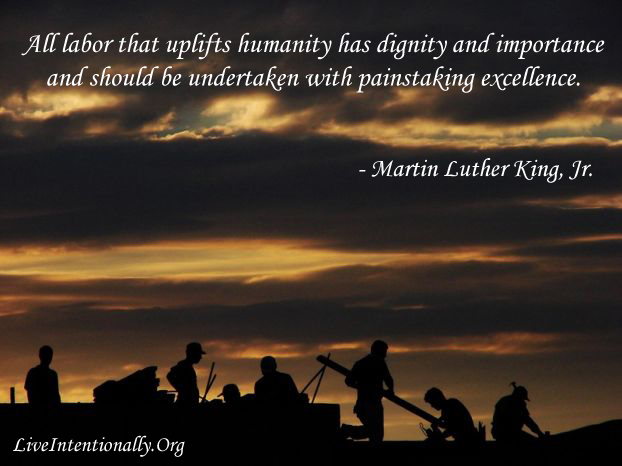 All labor that uplifts humanity has dignity and importance
and should be undertaken with painstaking excellence.
- Martin Luther King, Jr.
LiveIntentionally.Org